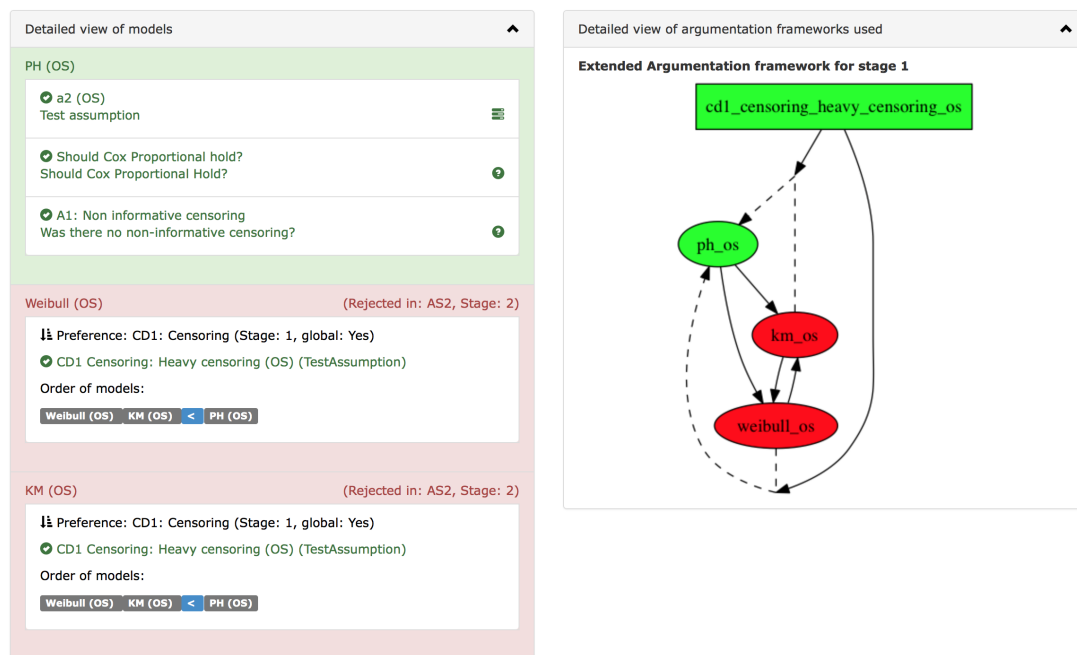 Detailed view of models
PH (OS)
a2 (OS)
Test assumption
Should Cox Proportional hold?
Should Cox Proportional Hold?
A1: Non informative censoring
Was there no non-informative censoring?
Weibull (OS) (Rejected in: AS2, Stage: 2)
Preference: CD1: Censoring (Stage: 1, global: Yes)
CD1 Censoring: Heavy censoring (OS) (TestAssumption)
Order of models:
Weibull (OS) KM (OS) < PH (OS)
KM (OS) (Rejected in: AS2, Stage: 2)
Preference: CD1: Censoring (Stage: 1, global: Yes)
CD1 Censoring: Heavy censoring (OS) (TestAssumption)
Order of models:
Weibull (OS) KM (OS) < PH (OS)
Detailed view of argumentation frameworks used
Extended Argumentation framework for stage 1
cd1_censoring_heavy_censoring_os
ph_os
km_os
weibull_os